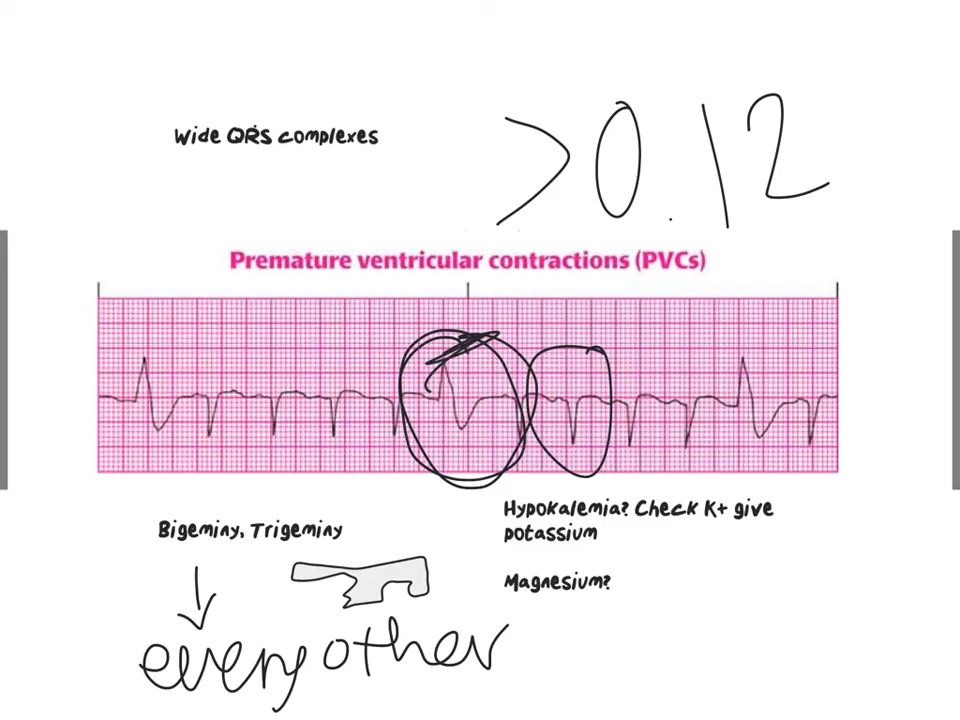 Wide QRS complexes
>0.12
Premature ventricular contractions (PVCs)
Bigeminy, Trigeminy
Hypokalemia? Check K+ give
potassium
Magnesium?
every other